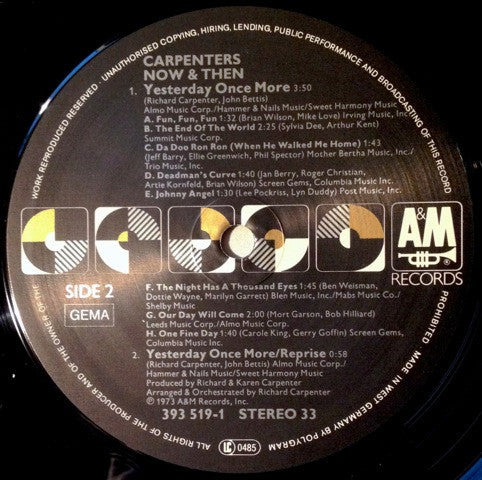 WORK REPRODUCED RESERVED · UNAUTHORISED COPYING, HIRING, LENDING, PUBLIC PERFORMANCE AND BROADCASTING OF THIS RECORD
PROHIBITED
CARPENTERS
NOW & THEN
1. Yesterday Once More 3:50
(Richard Carpenter, John Bettis)
Almo Music Corp./Hammer & Nails Music/Sweet Harmony Music
A. Fun, Fun, Fun 1:32 (Brian Wilson, Mike Love) Irving Music, Inc.
B. The End Of The World 2:25 (Sylvia Dee, Arthur Kent)
Summit Music Corp.
C. Da Doo Ron Ron (When He Walked Me Home) 1:43
(Jeff Barry, Ellie Greenwich, Phil Spector) Mother Bertha Music, Inc./
Trio Music, Inc.
D. Deadman's Curve 1:40 (Jan Berry, Roger Christian,
Artie Kornfeld, Brian Wilson) Screen Gems, Columbia Music Inc.
E. Johnny Angel 1:30 (Lee Pockriss, Lyn Duddy) Post Music, Inc.
A&M
RECORDS
SIDE 2
GEMA
F. The Night Has A Thousand Eyes 1:45 (Ben Weisman,
Dottie Wayne, Marilyn Garrett) Blen Music, Inc./Mabs Music Co./
Shelby Music
G. Our Day Will Come 2:00 (Mort Garson, Bob Hilliard)
Leeds Music Corp./Almo Music Corp.
H. One Fine Day 1:40 (Carole King, Gerry Goffin) Screen Gems,
Columbia Music Inc.
2. Yesterday Once More/Reprise 0:58
(Richard Carpenter, John Bettis) Almo Music Corp./
Hammer & Nails Music/Sweet Harmony Music
Produced by Richard & Karen Carpenter
Arranged & Orchestrated by Richard Carpenter
℗ 1973 A&M Records, Inc.
393 519-1 STEREO 33
LC 0485
ALL RIGHTS OF THE PRODUCER AND OF THE OWNER OF THE
MADE IN WEST GERMANY BY POLYGRAM